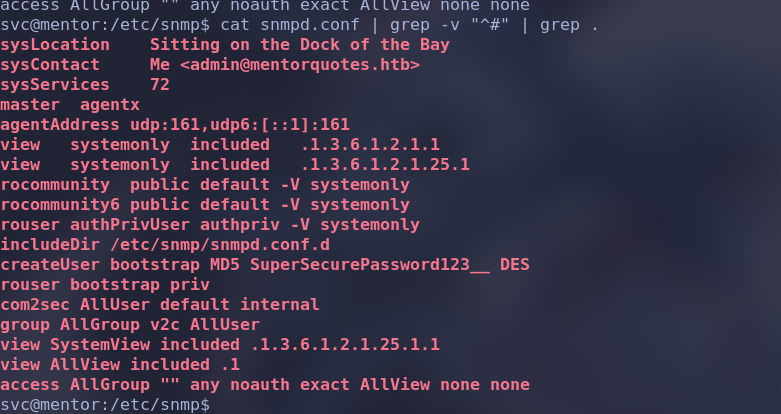 access AllGroup "" any noauth exact AllView none none
svc@mentor:/etc/snmp$ cat snmpd.conf | grep -v "^#" | grep .
sysLocation    Sitting on the Dock of the Bay
sysContact     Me <admin@mentorquotes.htb>
sysServices    72
master  agentx
agentAddress udp:161,udp6:[::1]:161
view   systemonly  included   .1.3.6.1.2.1.1
view   systemonly  included   .1.3.6.1.2.1.25.1
rocommunity  public default -V systemonly
rocommunity6 public default -V systemonly
rouser authPrivUser authpriv -V systemonly
includeDir /etc/snmp/snmpd.conf.d
createUser bootstrap MD5 SuperSecurePassword123__ DES
rouser bootstrap priv
com2sec AllUser default internal
group AllGroup v2c AllUser
view SystemView included .1.3.6.1.2.1.25.1.1
view AllView included .1
access AllGroup "" any noauth exact AllView none none
svc@mentor:/etc/snmp$